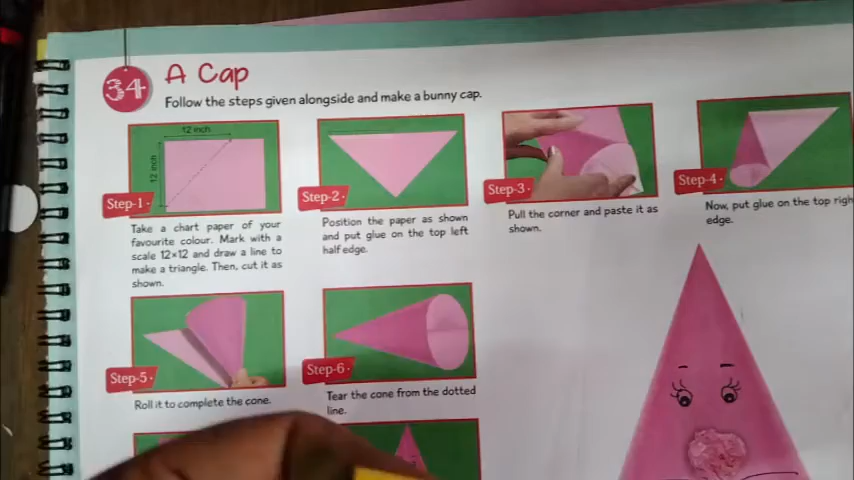 34
A Cap
Follow the steps given alongside and make a bunny cap.
12 inch
12 inch
Step-1
Take a chart paper of your
favourite colour. Mark with a
scale 12×12 and draw a line to
make a triangle. Then, cut it as
shown.
Step-2
Position the paper as shown
and put glue on the top left
half edge.
Step-3
Pull the corner and paste it as
shown.
Step-4
Now, put glue on the top
edge.
Step-5
Roll it to complete the cone.
Step-6
Tear the cone from the dotted
line.